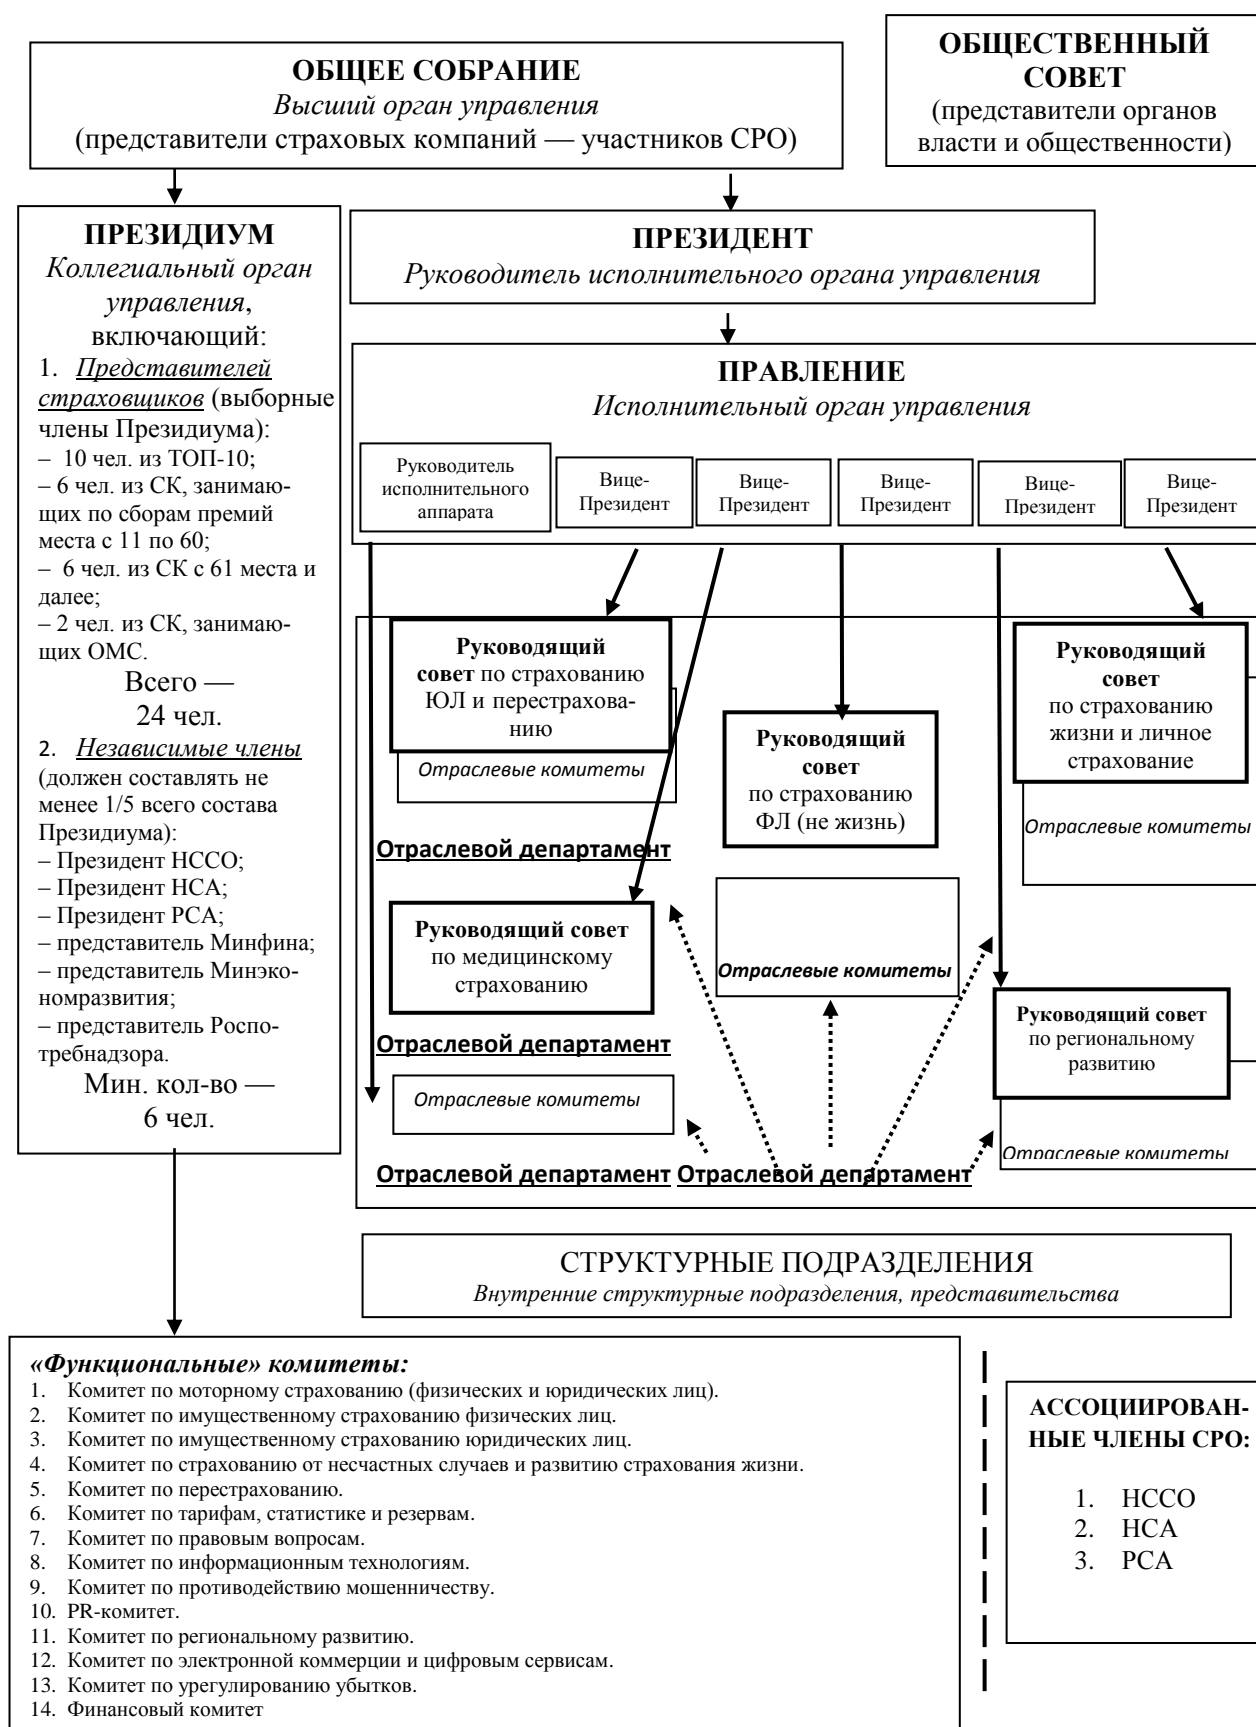 ОБЩЕЕ СОБРАНИЕ
Высший орган управления
(представители страховых компаний — участников СРО)
ОБЩЕСТВЕННЫЙ
СОВЕТ
(представители органов
власти и общественности)
ПРЕЗИДИУМ
Коллегиальный орган
управления,
включающий:
1. Представителей
страховщиков (выборные
члены Президиума):
– 10 чел. из ТОП-10;
– 6 чел. из СК, занимаю-
щих по сборам премий
места с 11 по 60;
– 6 чел. из СК с 61 места и
далее;
– 2 чел. из СК, занимаю-
щих ОМС.
Всего —
24 чел.
2. Независимые члены
(должен составлять не
менее 1/5 всего состава
Президиума):
– Президент НССО;
– Президент НСА;
– Президент РСА;
– представитель Минфина;
– представитель Минэко-
номразвития;
– представитель Роспо-
требнадзора.
Мин. кол-во —
6 чел.
ПРЕЗИДЕНТ
Руководитель исполнительного органа управления
ПРАВЛЕНИЕ
Исполнительный орган управления
Руководитель
исполнительного
аппарата
Вице-
Президент
Вице-
Президент
Вице-
Президент
Вице-
Президент
Вице-
Президент
Руководящий
совет по страхованию
ЮЛ и перестрахова-
нию
Отраслевые комитеты
Отраслевой департамент
Руководящий совет
по медицинскому
страхованию
Отраслевой департамент
Отраслевые комитеты
Отраслевой департамент
Руководящий
совет
по страхованию
ФЛ (не жизнь)
Отраслевые комитеты
Отраслевой департамент
Руководящий
совет
по страхованию
жизни и личное
страхование
Отраслевые комитеты
Руководящий совет
по региональному
развитию
Отраслевые комитеты
СТРУКТУРНЫЕ ПОДРАЗДЕЛЕНИЯ
Внутренние структурные подразделения, представительства
«Функциональные» комитеты:
1. Комитет по моторному страхованию (физических и юридических лиц).
2. Комитет по имущественному страхованию физических лиц.
3. Комитет по имущественному страхованию юридических лиц.
4. Комитет по страхованию от несчастных случаев и развитию страхования жизни.
5. Комитет по перестрахованию.
6. Комитет по тарифам, статистике и резервам.
7. Комитет по правовым вопросам.
8. Комитет по информационным технологиям.
9. Комитет по противодействию мошенничеству.
10. PR-комитет.
11. Комитет по региональному развитию.
12. Комитет по электронной коммерции и цифровым сервисам.
13. Комитет по урегулированию убытков.
14. Финансовый комитет
АССОЦИИРОВАН-
НЫЕ ЧЛЕНЫ СРО:
1. НССО
2. НСА
3. РСА